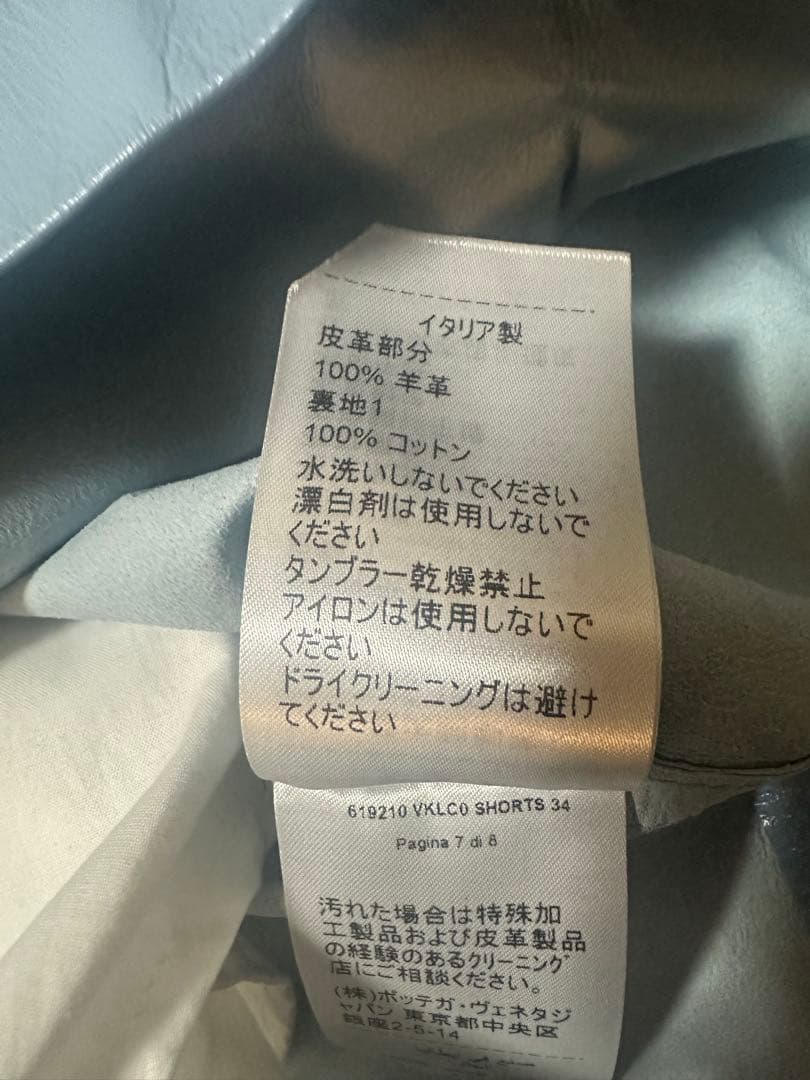 イタリア製
皮革部分
100% 羊革
裏地1
100% コットン
水洗いしないでください
漂白剤は使用しないで
ください
タンブラー乾燥禁止
アイロンは使用しないで
ください
ドライクリーニングは避け
てください
619210 VKLC0 SHORTS 34
Pagina 7 di 8
汚れた場合は特殊加
工製品および皮革製品
の経験のあるクリーニング
店にご相談ください。
(株)ボッテガ・ヴェネタジ
ャパン 東京都中央区
銀座2-5-14